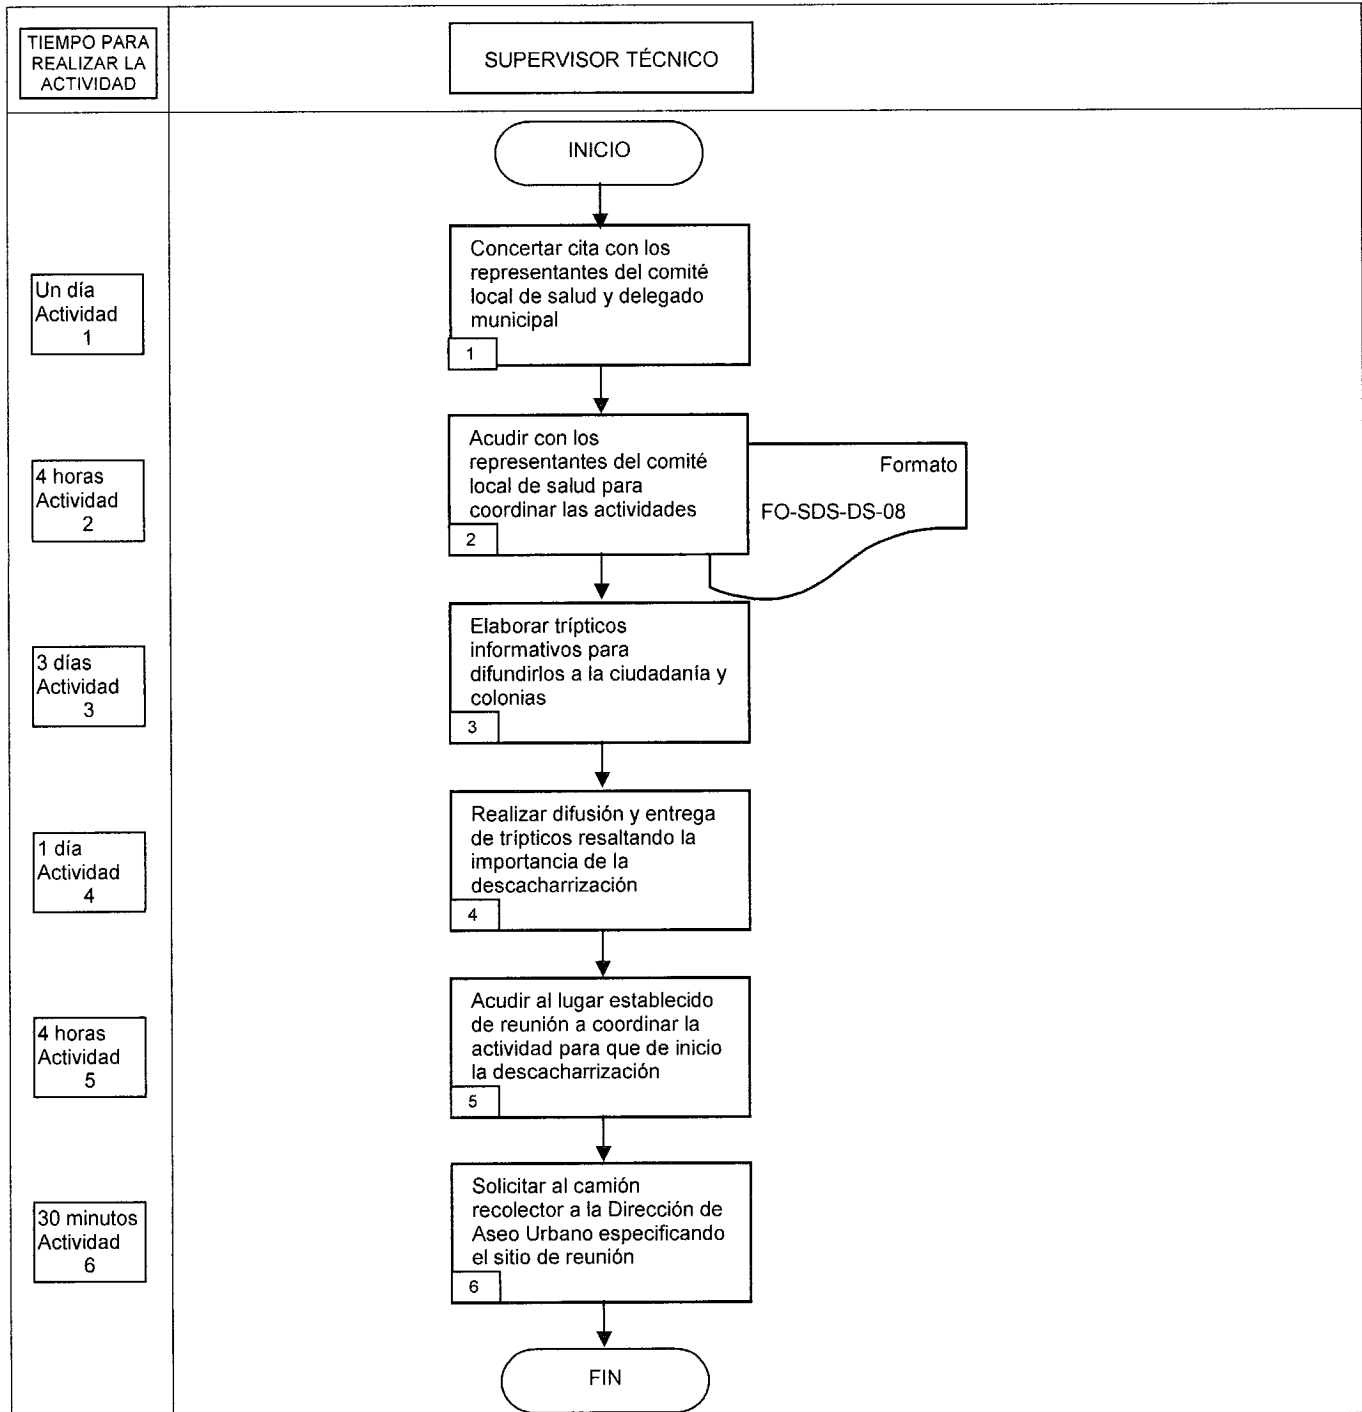 TIEMPO PARA
REALIZAR LA
ACTIVIDAD
SUPERVISOR TÉCNICO
INICIO
Un día
Actividad
1
Concertar cita con los
representantes del comité
local de salud y delegado
municipal
1
4 horas
Actividad
2
Acudir con los
representantes del comité
local de salud para
coordinar las actividades
2
Formato
FO-SDS-DS-08
3 días
Actividad
3
Elaborar trípticos
informativos para
difundirlos a la ciudadanía y
colonias
3
1 día
Actividad
4
Realizar difusión y entrega
de trípticos resaltando la
importancia de la
descacharrización
4
4 horas
Actividad
5
Acudir al lugar establecido
de reunión a coordinar la
actividad para que de inicio
la descacharrización
5
30 minutos
Actividad
6
Solicitar al camión
recolector a la Dirección de
Aseo Urbano especificando
el sitio de reunión
6
FIN